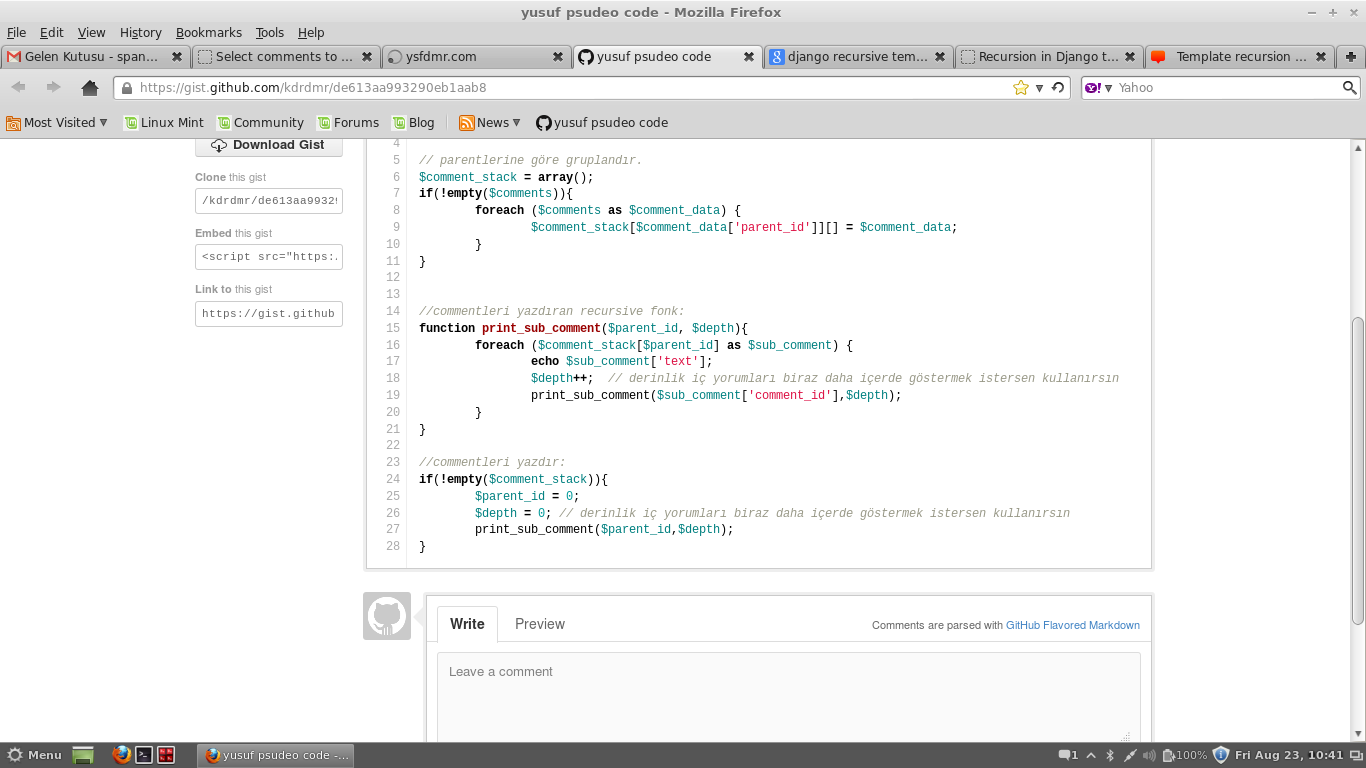 yusuf psudeo code - Mozilla Firefox
File Edit View History Bookmarks Tools Help
Gelen Kutusu - span... Select comments to ... ysfdmr.com yusuf psudeo code django recursive tem... Recursion in Django t... Template recursion ...
https://gist.github.com/kdrdmr/de613aa993290eb1aab8 Yahoo
Most Visited Linux Mint Community Forums Blog News yusuf psudeo code
Download Gist
Clone this gist
/kdrdmr/de613aa9932
Embed this gist
<script src="https:.
Link to this gist
https://gist.github
4
5 // parentlerine göre gruplandır.
6 $comment_stack = array();
7 if(!empty($comments)){
8 foreach ($comments as $comment_data) {
9 $comment_stack[$comment_data['parent_id']][] = $comment_data;
10 }
11 }
12
13
14 //commentleri yazdıran recursive fonk:
15 function print_sub_comment($parent_id, $depth){
16 foreach ($comment_stack[$parent_id] as $sub_comment) {
17 echo $sub_comment['text'];
18 $depth++; // derinlik iç yorumları biraz daha içerde göstermek istersen kullanırsın
19 print_sub_comment($sub_comment['comment_id'],$depth);
20 }
21 }
22
23 //commentleri yazdır:
24 if(!empty($comment_stack)){
25 $parent_id = 0;
26 $depth = 0; // derinlik iç yorumları biraz daha içerde göstermek istersen kullanırsın
27 print_sub_comment($parent_id,$depth);
28 }
Write Preview Comments are parsed with GitHub Flavored Markdown
Leave a comment
Menu yusuf psudeo code -... 1 100% Fri Aug 23, 10:41